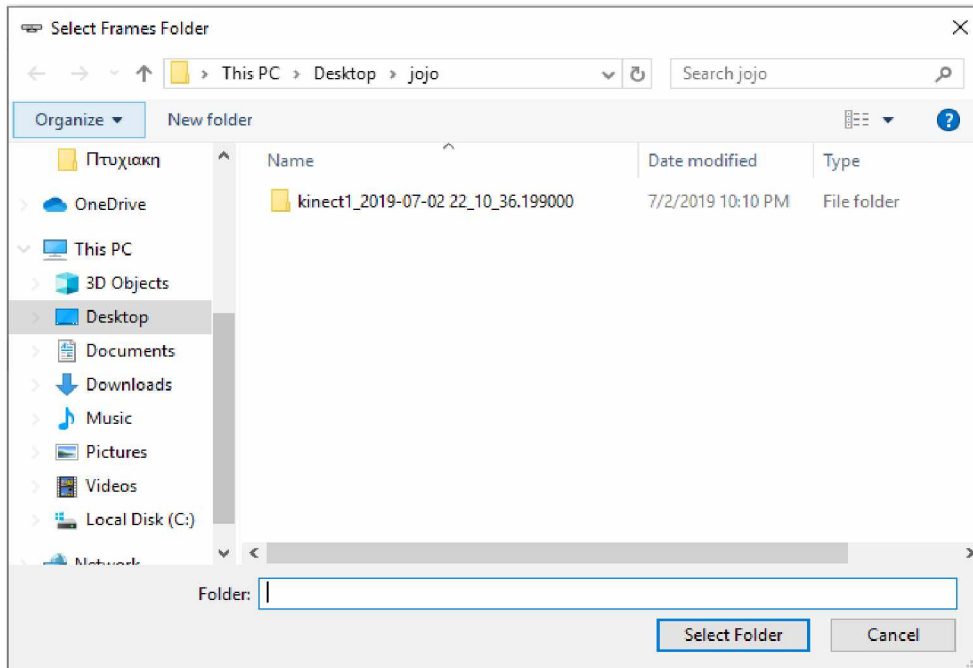 Select Frames Folder
This PC > Desktop > jojo
Search jojo
Organize
New folder
?
Πτυχιακη
OneDrive
This PC
3D Objects
Desktop
Documents
Downloads
Music
Pictures
Videos
Local Disk (C:)
Network
Name
Date modified
Type
kinect1_2019-07-02 22_10_36.199000
7/2/2019 10:10 PM
File folder
Folder:
Select Folder
Cancel